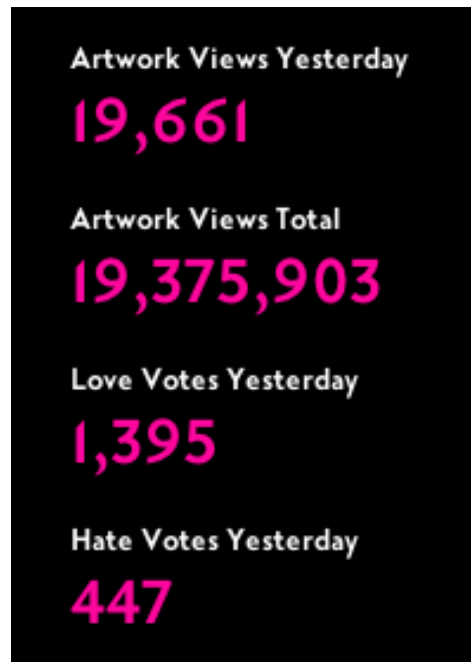 Artwork Views Yesterday
19,661
Artwork Views Total
19,375,903
Love Votes Yesterday
1,395
Hate Votes Yesterday
447